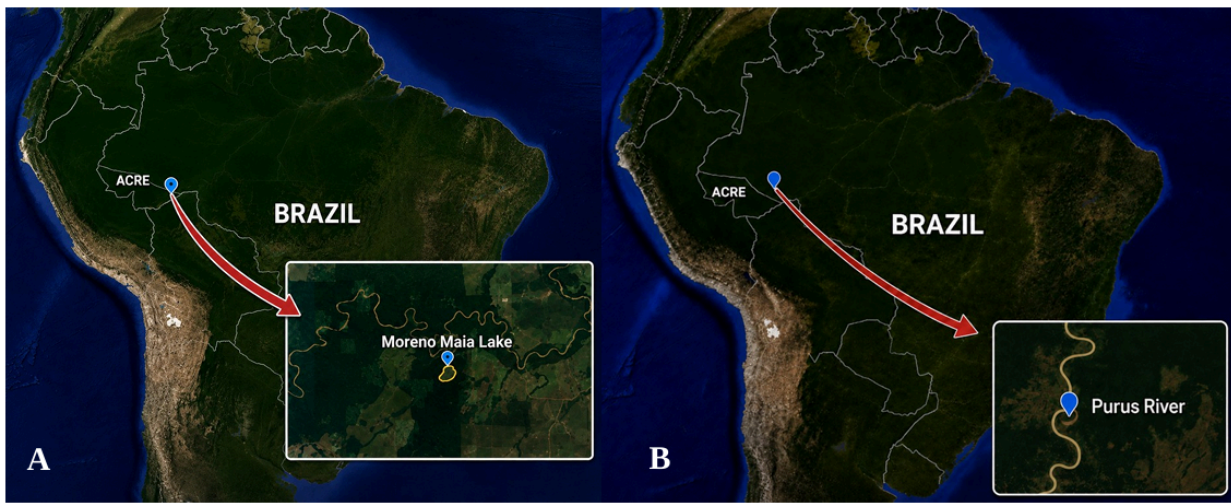 ACRE
BRAZIL
Moreno Maia Lake
A
ACRE
BRAZIL
Purus River
B